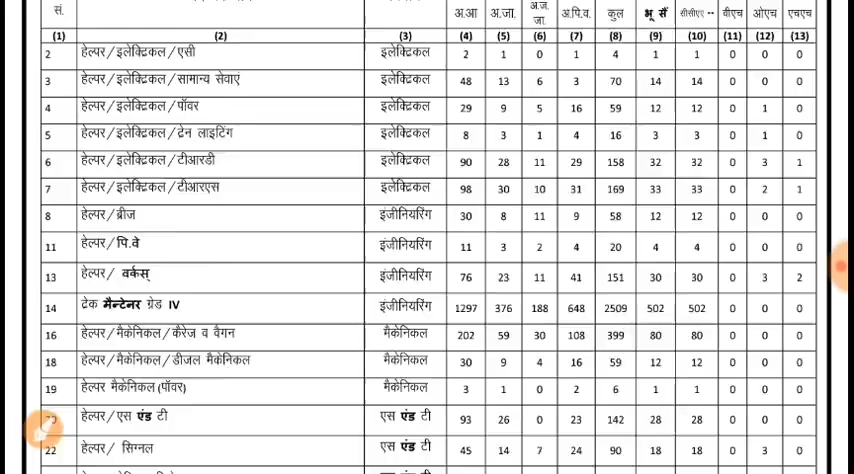 सं. अ.आ अ.जा. अ.ज. जा. अ.पि.व. कुल भू सैं सीसीएए -- वीएच ओएच एचएच
(1) (2) (3) (4) (5) (6) (7) (8) (9) (10) (11) (12) (13)
2 हेल्पर/इलेक्ट्रिकल/एसी इलेक्ट्रिकल 2 1 0 1 4 1 1 0 0 0
3 हेल्पर/इलेक्ट्रिकल/सामान्य सेवाएं इलेक्ट्रिकल 48 13 6 3 70 14 14 0 0 0
4 हेल्पर/इलेक्ट्रिकल/पॉवर इलेक्ट्रिकल 29 9 5 16 59 12 12 0 1 0
5 हेल्पर/इलेक्ट्रिकल/ट्रेन लाइटिंग इलेक्ट्रिकल 8 3 1 4 16 3 3 0 1 0
6 हेल्पर/इलेक्ट्रिकल/टीआरडी इलेक्ट्रिकल 90 28 11 29 158 32 32 0 3 1
7 हेल्पर/इलेक्ट्रिकल/टीआरएस इलेक्ट्रिकल 98 30 10 31 169 33 33 0 2 1
8 हेल्पर/ब्रीज इंजीनियरिंग 30 8 11 9 58 12 12 0 0 0
11 हेल्पर/पि.वे इंजीनियरिंग 11 3 2 4 20 4 4 0 0 0
13 हेल्पर/ वर्कस् इंजीनियरिंग 76 23 11 41 151 30 30 0 3 2
14 ट्रेक मैन्टेनर ग्रेड IV इंजीनियरिंग 1297 376 188 648 2509 502 502 0 0 0
16 हेल्पर/मैकेनिकल/कैरेज व वैगन मैकेनिकल 202 59 30 108 399 80 80 0 0 0
18 हेल्पर/मैकेनिकल/डीजल मैकेनिकल मैकेनिकल 30 9 4 16 59 12 12 0 0 0
19 हेल्पर मैकेनिकल(पॉवर) मैकेनिकल 3 1 0 2 6 1 1 0 0 0
हेल्पर/एस एंड टी एस एंड टी 93 26 0 23 142 28 28 0 0 0
22 हेल्पर/ सिग्नल एस एंड टी 45 14 7 24 90 18 18 0 3 0